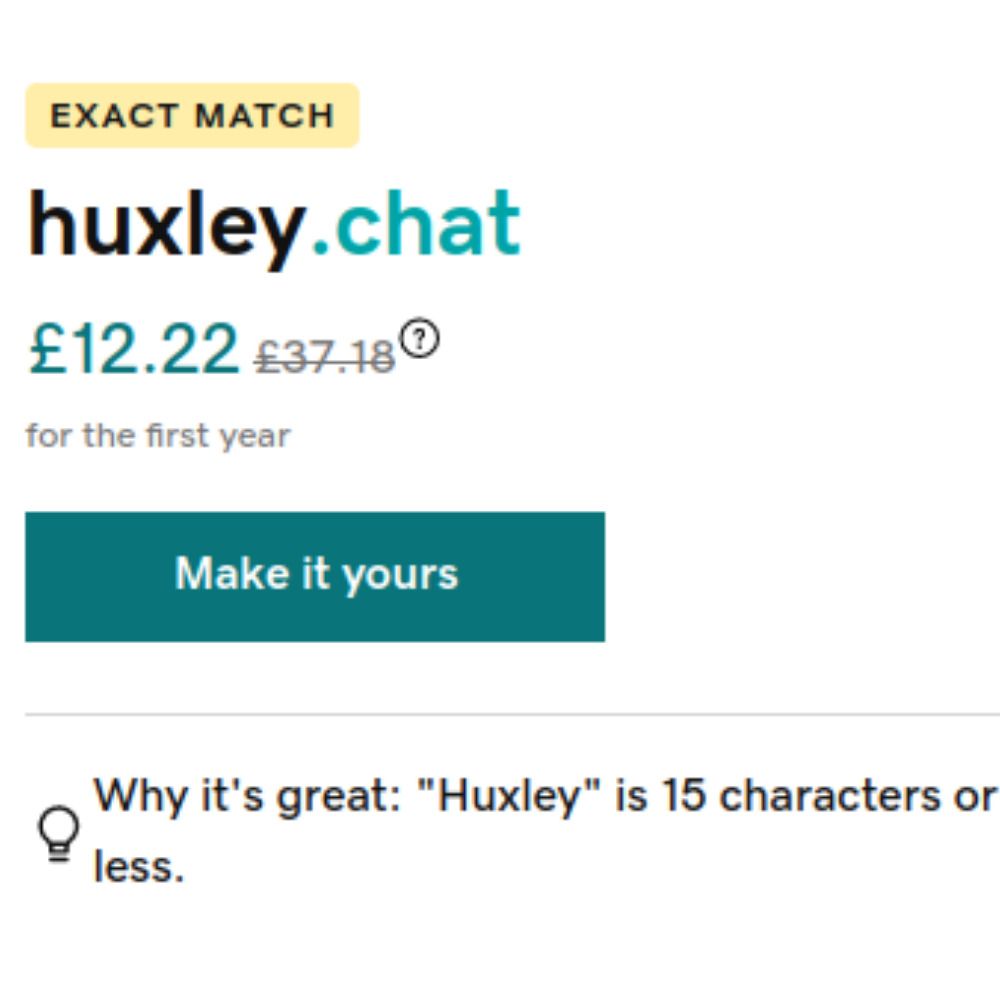 EXACT MATCH
huxley.chat
£12.22 £37.18 ?
for the first year
Make it yours
Why it's great: "Huxley" is 15 characters or
less.